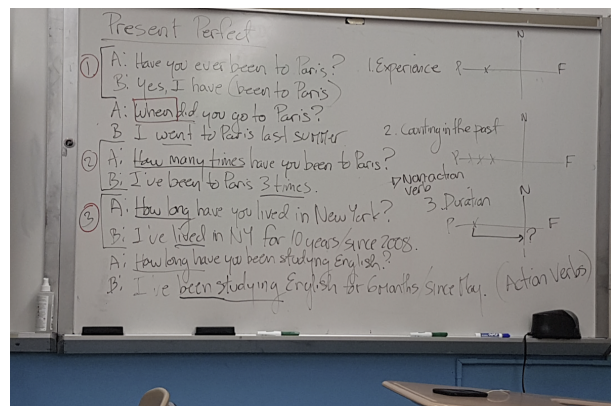 Present Perfect
① A: Have you ever been to Paris?
B: Yes, I have (been to Paris)
A: When did you go to Paris?
B I went to Paris last summer
② A: How many times have you been to Paris?
B: I've been to Paris 3 times.
③ A: How long have you lived in New York?
B: I've lived in NY for 10 years/since 2008.
A: How long have you been studying English?
B: I've been studying English for 6 months/since May. (Action Verbs)
1. Experience
P
N
F
2. Counting in the past
P
N
F
Non-action
verb
3. Duration
P
N
F
?